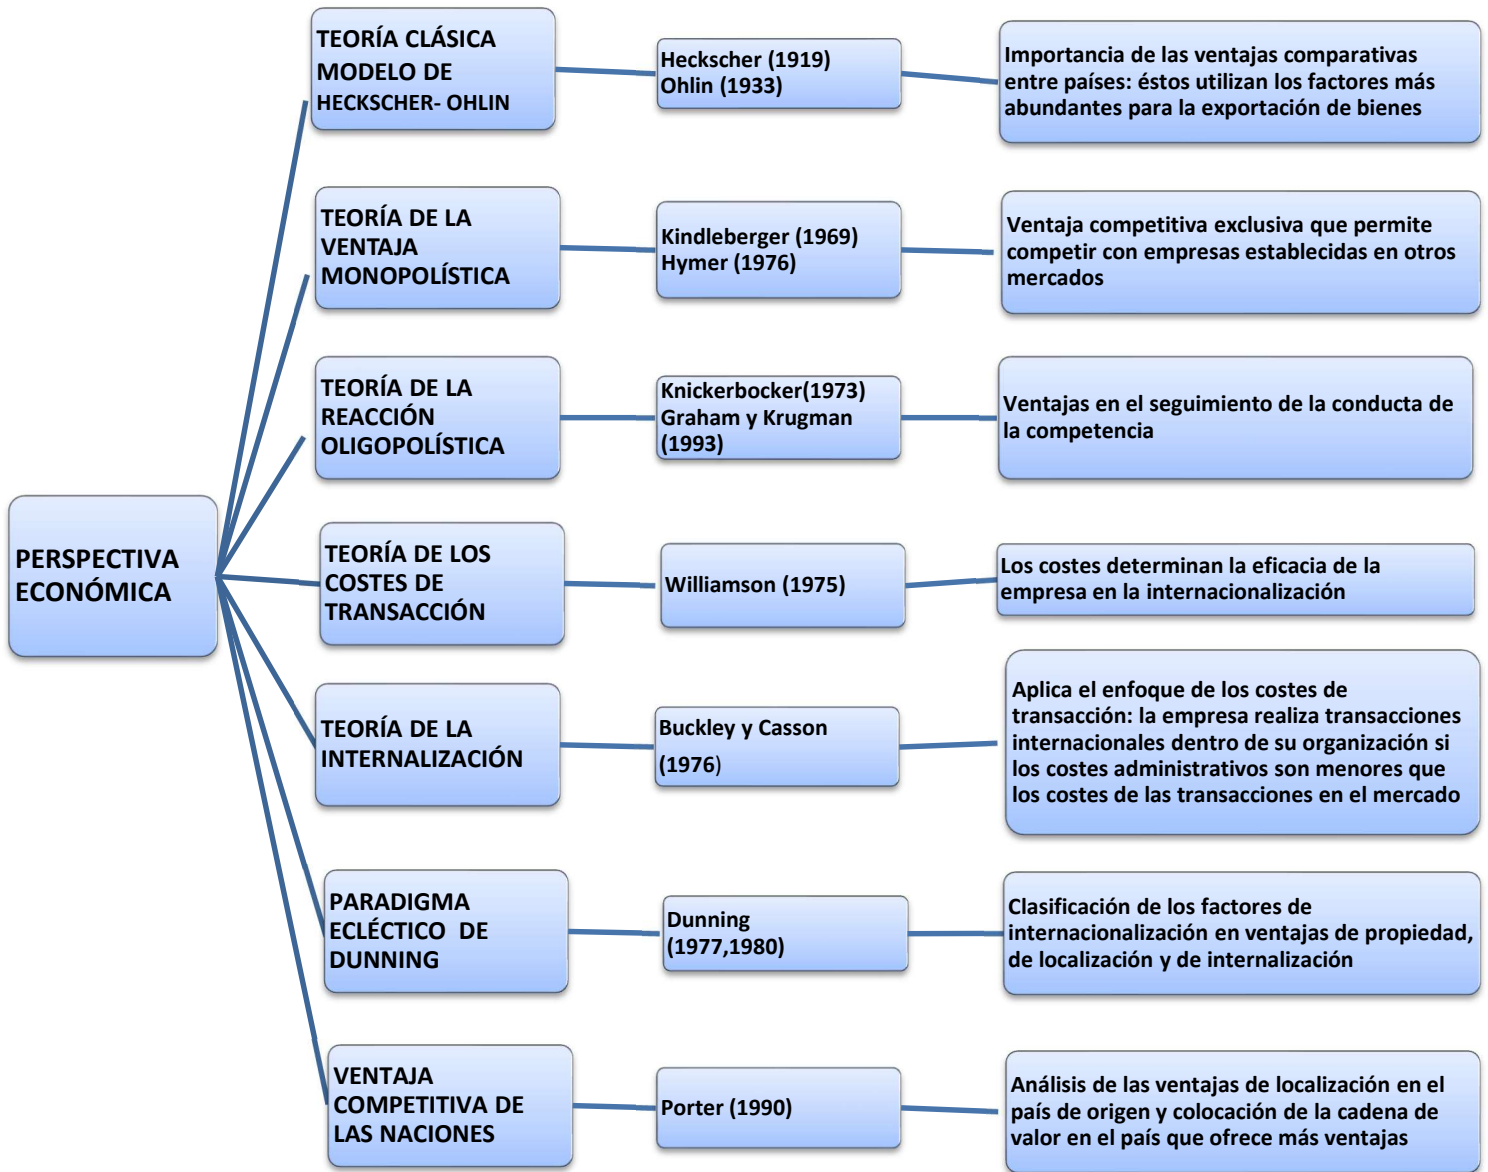 PERSPECTIVA
ECONÓMICA
TEORÍA CLÁSICA
MODELO DE
HECKSCHER- OHLIN
Heckscher (1919)
Ohlin (1933)
Importancia de las ventajas comparativas
entre países: éstos utilizan los factores más
abundantes para la exportación de bienes
TEORÍA DE LA
VENTAJA
MONOPOLÍSTICA
Kindleberger (1969)
Hymer (1976)
Ventaja competitiva exclusiva que permite
competir con empresas establecidas en otros
mercados
TEORÍA DE LA
REACCIÓN
OLIGOPOLÍSTICA
Knickerbocker(1973)
Graham y Krugman
(1993)
Ventajas en el seguimiento de la conducta de
la competencia
TEORÍA DE LOS
COSTES DE
TRANSACCIÓN
Williamson (1975)
Los costes determinan la eficacia de la
empresa en la internacionalización
TEORÍA DE LA
INTERNALIZACIÓN
Buckley y Casson
(1976)
Aplica el enfoque de los costes de
transacción: la empresa realiza transacciones
internacionales dentro de su organización si
los costes administrativos son menores que
los costes de las transacciones en el mercado
PARADIGMA
ECLÉCTICO DE
DUNNING
Dunning
(1977,1980)
Clasificación de los factores de
internacionalización en ventajas de propiedad,
de localización y de internalización
VENTAJA
COMPETITIVA DE
LAS NACIONES
Porter (1990)
Análisis de las ventajas de localización en el
país de origen y colocación de la cadena de
valor en el país que ofrece más ventajas